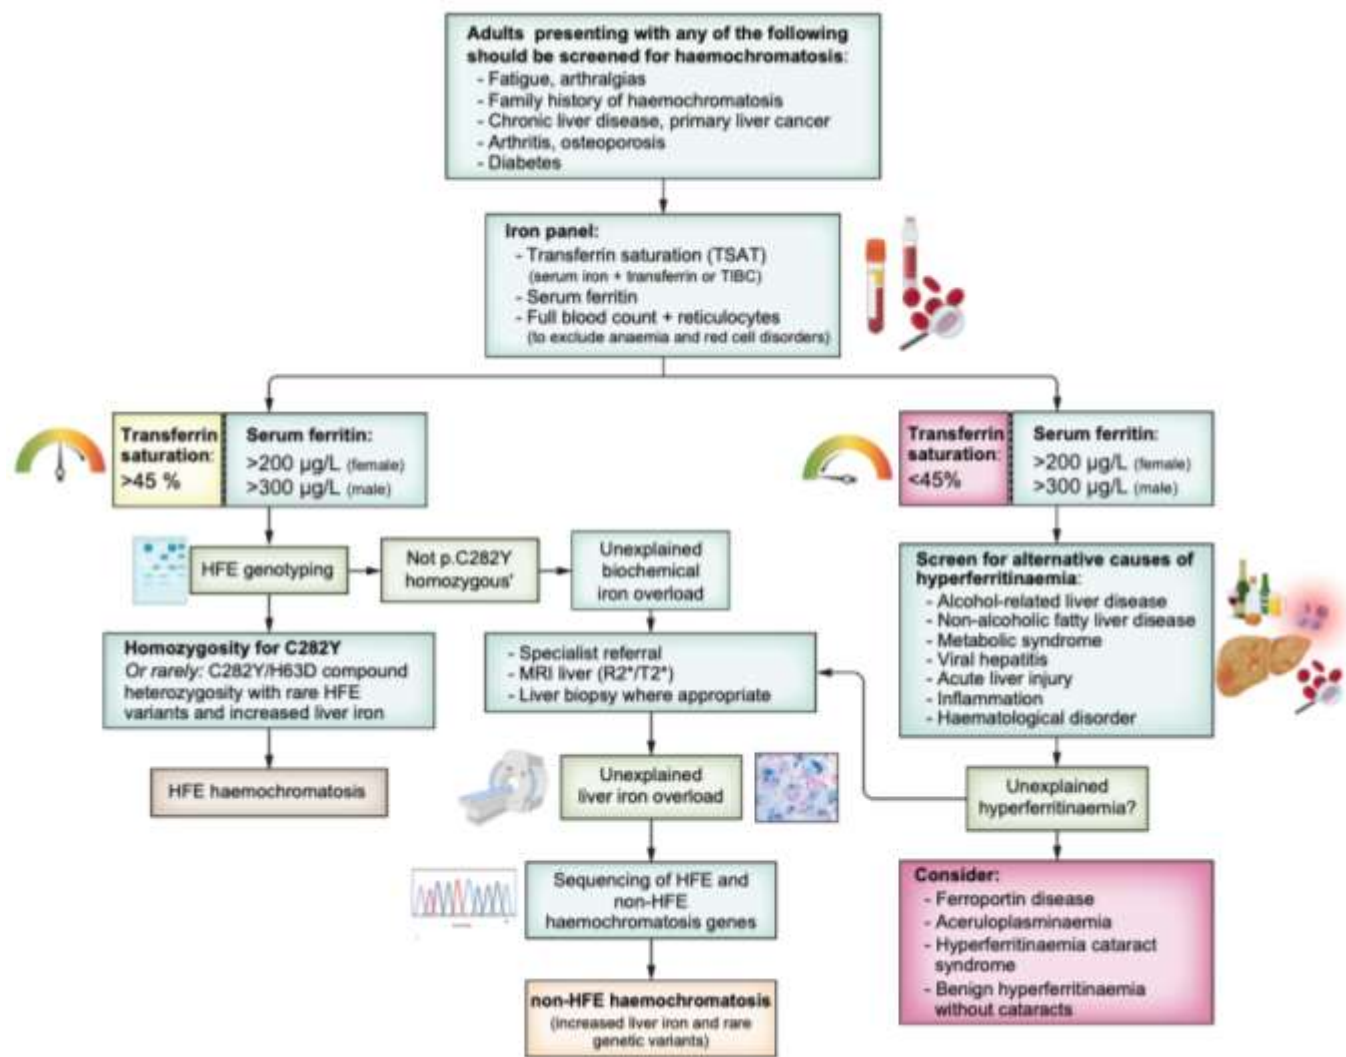 Adults presenting with any of the following
should be screened for haemochromatosis:
- Fatigue, arthralgias
- Family history of haemochromatosis
- Chronic liver disease, primary liver cancer
- Arthritis, osteoporosis
- Diabetes
Iron panel:
- Transferrin saturation (TSAT)
(serum iron + transferrin or TIBC)
- Serum ferritin
- Full blood count + reticulocytes
(to exclude anaemia and red cell disorders)
Transferrin
saturation:
>45 %
Serum ferritin:
>200 µg/L (female)
>300 µg/L (male)
Transferrin
saturation:
<45%
Serum ferritin:
>200 µg/L (female)
>300 µg/L (male)
HFE genotyping
Not p.C282Y
homozygous'
Unexplained
biochemical
iron overload
Screen for alternative causes of
hyperferritinaemia:
- Alcohol-related liver disease
- Non-alcoholic fatty liver disease
- Metabolic syndrome
- Viral hepatitis
- Acute liver injury
- Inflammation
- Haematological disorder
Homozygosity for C282Y
Or rarely: C282Y/H63D compound
heterozygosity with rare HFE
variants and increased liver iron
- Specialist referral
- MRI liver (R2*/T2*)
- Liver biopsy where appropriate
HFE haemochromatosis
Unexplained
liver iron overload
Unexplained
hyperferritinaemia?
Sequencing of HFE and
non-HFE
haemochromatosis genes
Consider:
- Ferroportin disease
- Aceruloplasminaemia
- Hyperferritinaemia cataract
syndrome
- Benign hyperferritinaemia
without cataracts
non-HFE haemochromatosis
(increased liver iron and rare
genetic variants)